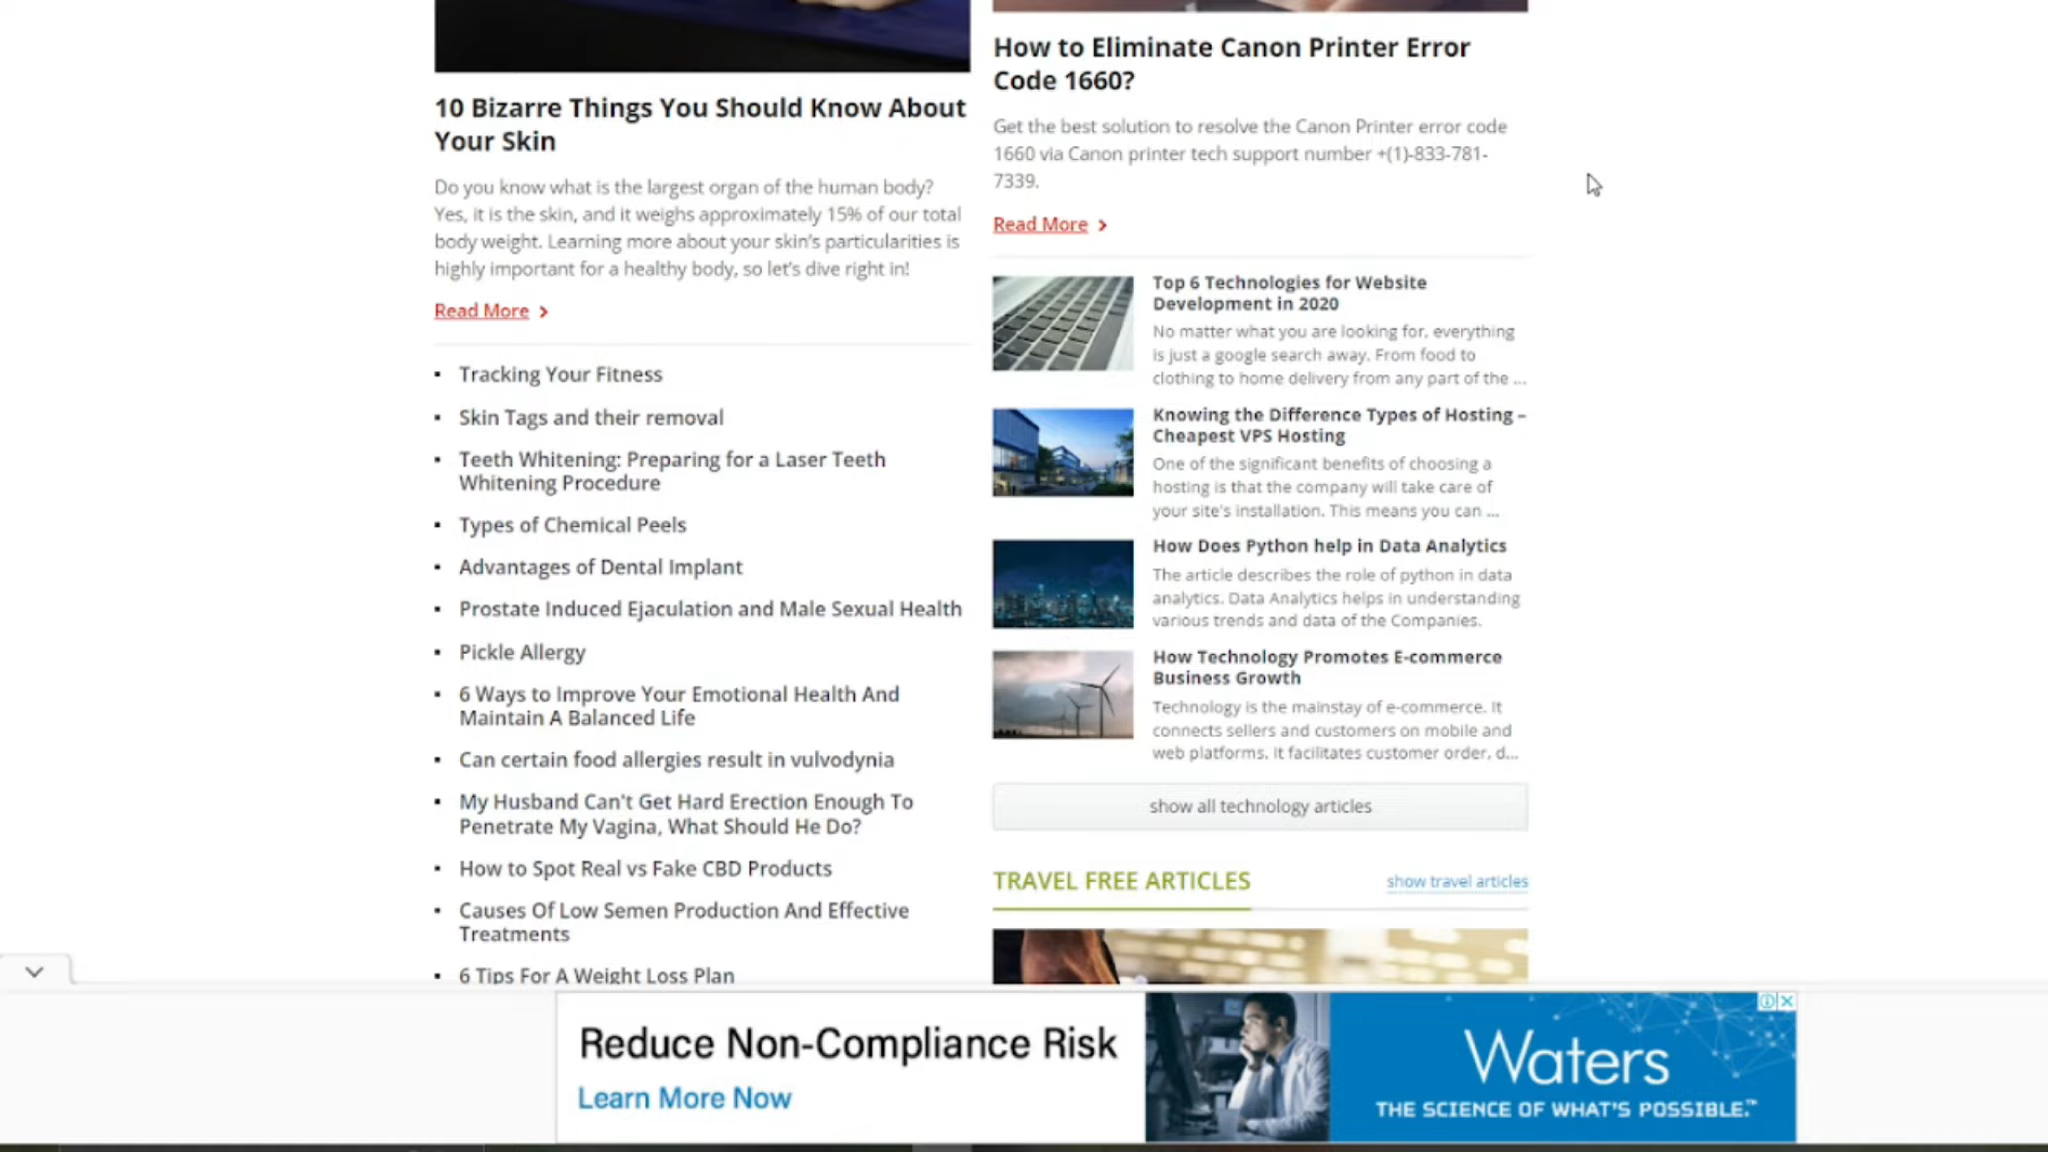 10 Bizarre Things You Should Know About
Your Skin
Do you know what is the largest organ of the human body?
Yes, it is the skin, and it weighs approximately 15% of our total
body weight. Learning more about your skin's particularities is
highly important for a healthy body, so let's dive right in!
Read More
Tracking Your Fitness
Skin Tags and their removal
Teeth Whitening: Preparing for a Laser Teeth
Whitening Procedure
Types of Chemical Peels
Advantages of Dental Implant
Prostate Induced Ejaculation and Male Sexual Health
Pickle Allergy
6 Ways to Improve Your Emotional Health And
Maintain A Balanced Life
Can certain food allergies result in vulvodynia
My Husband Can't Get Hard Erection Enough To
Penetrate My Vagina, What Should He Do?
How to Spot Real vs Fake CBD Products
Causes Of Low Semen Production And Effective
Treatments
6 Tips For A Weight Loss Plan
How to Eliminate Canon Printer Error
Code 1660?
Get the best solution to resolve the Canon Printer error code
1660 via Canon printer tech support number +(1)-833-781-
7339.
Read More
Top 6 Technologies for Website
Development in 2020
No matter what you are looking for, everything
is just a google search away. From food to
clothing to home delivery from any part of the ...
Knowing the Difference Types of Hosting –
Cheapest VPS Hosting
One of the significant benefits of choosing a
hosting is that the company will take care of
your site's installation. This means you can ...
How Does Python help in Data Analytics
The article describes the role of python in data
analytics. Data Analytics helps in understanding
various trends and data of the Companies.
How Technology Promotes E-commerce
Business Growth
Technology is the mainstay of e-commerce. It
connects sellers and customers on mobile and
web platforms. It facilitates customer order, d...
show all technology articles
TRAVEL FREE ARTICLES
show travel articles
Reduce Non-Compliance Risk
Learn More Now
Waters
THE SCIENCE OF WHAT'S POSSIBLE.™